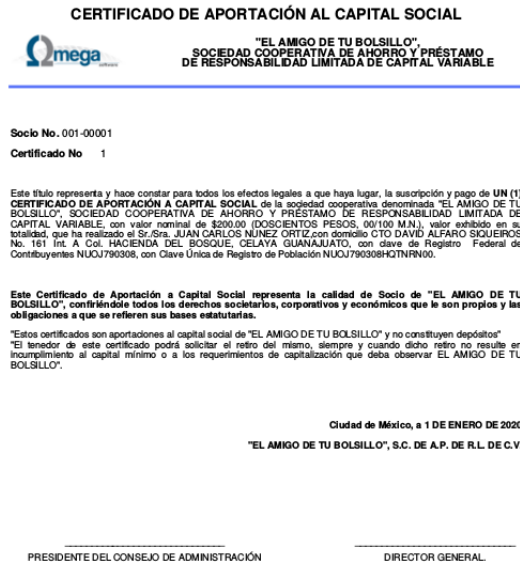 CERTIFICADO DE APORTACIÓN AL CAPITAL SOCIAL
Omega
"EL AMIGO DE TU BOLSILLO",
SOCIEDAD COOPERATIVA DE AHORRO Y PRÉSTAMO
DE RESPONSABILIDAD LIMITADA DE CAPITAL VARIABLE
Socio No. 001-00001
Certificado No 1
Este título representa y hace constar para todos los efectos legales a que haya lugar, la suscripción y pago de UN (1)
CERTIFICADO DE APORTACIÓN A CAPITAL SOCIAL de la sociedad cooperativa denominada "EL AMIGO DE TU
BOLSILLO", SOCIEDAD COOPERATIVA DE AHORRO Y PRÉSTAMO DE RESPONSABILIDAD LIMITADA DE
CAPITAL VARIABLE, con valor nominal de $200.00 (DOSCIENTOS PESOS, 00/100 M.N.), valor exhibido en su
totalidad, que ha realizado el Sr./Sra. JUAN CARLOS NUNEZ ORTIZ,con domicilio CTO DAVID ALFARO SIQUEIROS
No. 161 Int. A Col. HACIENDA DEL BOSQUE, CELAYA GUANAJUATO, con clave de Registro Federal de
Contribuyentes NUOJ790308, con Clave Única de Registro de Población NUOJ790308HQTNRN00.
Este Certificado de Aportación a Capital Social representa la calidad de Socio de "EL AMIGO DE TU
BOLSILLO", confiriéndole todos los derechos societarios, corporativos y económicos que le son propios y las
obligaciones a que se refieren sus bases estatutarias.
"Estos certificados son aportaciones al capital social de "EL AMIGO DE TU BOLSILLO" y no constituyen depósitos"
"El tenedor de este certificado podrá solicitar el retiro del mismo, siempre y cuando dicho retiro no resulte en
incumplimiento al capital mínimo o a los requerimientos de capitalización que deba observar EL AMIGO DE TU
BOLSILLO".
Ciudad de México, a 1 DE ENERO DE 2020
"EL AMIGO DE TU BOLSILLO", S.C. DE A.P. DE R.L. DE C.V.
PRESIDENTE DEL CONSEJO DE ADMINISTRACIÓN
DIRECTOR GENERAL.